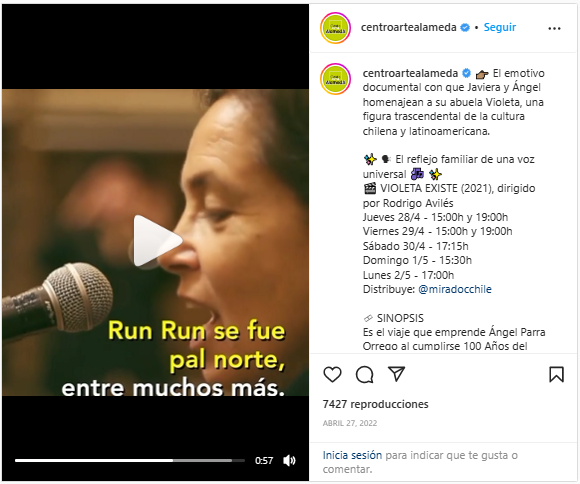 Run Run se fue
pal norte,
entre muchos más.
0:57
Alameda
centroartealameda • Seguir
Alameda
centroartealameda 👉🏽 El emotivo
documental con que Javiera y Ángel
homenajean a su abuela Violeta, una
figura trascendental de la cultura
chilena y latinoamericana.
✨ 🗣 El reflejo familiar de una voz
universal 🎭 ✨
🎬 VIOLETA EXISTE (2021), dirigido
por Rodrigo Avilés
Jueves 28/4 - 15:00h y 19:00h
Viernes 29/4 - 15:00h y 19:00h
Sábado 30/4 - 17:15h
Domingo 1/5 - 15:30h
Lunes 2/5 - 17:00h
Distribuye: @miradocchile
🔗 SINOPSIS
Es el viaje que emprende Ángel Parra
Orrego al cumplirse 100 Años del
7427 reproducciones
ABRIL 27, 2022
Inicia sesión para indicar que te gusta o
comentar.